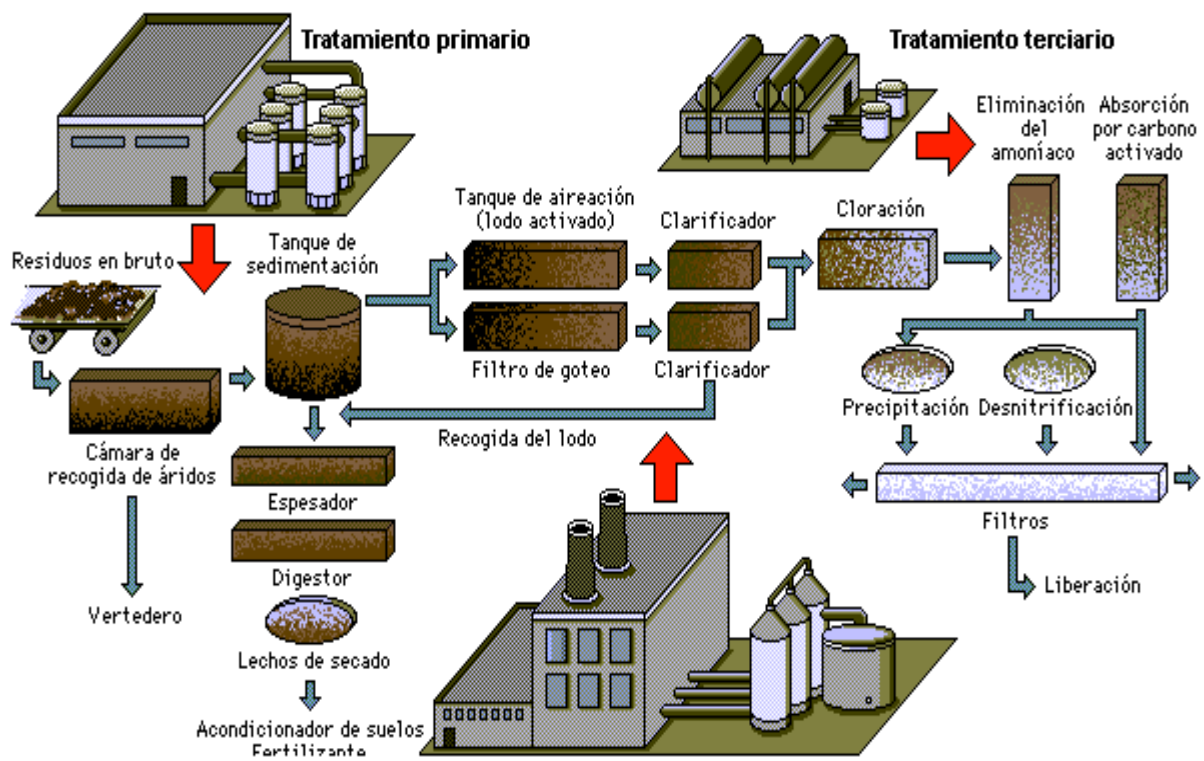 Tratamiento primario
Tratamiento terciario
Eliminación
del
amoníaco
Absorción
por carbono
activado
Tanque de aireación
(lodo activado)
Clarificador
Cloración
Tanque de
sedimentación
Residuos en bruto
Filtro de goteo
Clarificador
Precipitación
Desnitrificación
Recogida del lodo
Cámara de
recogida de áridos
Espesador
Filtros
Digestor
Liberación
Vertedero
Lechos de secado
Acondicionador de suelos
Fertilizante